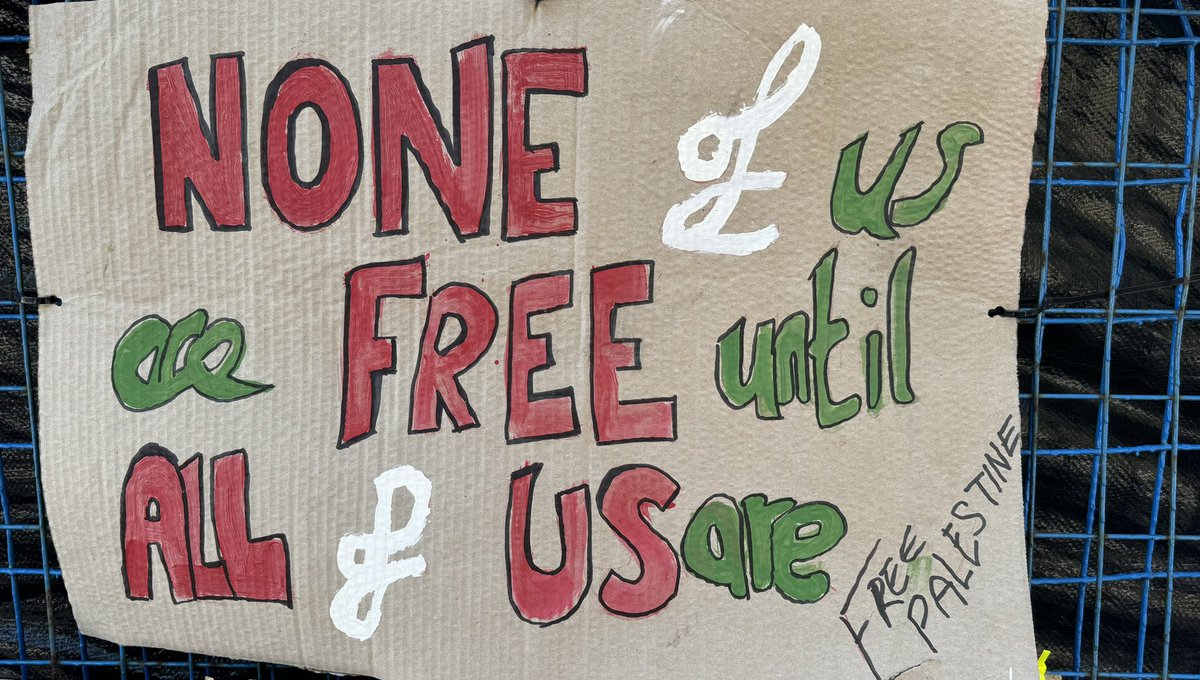 NONE of us
are FREE until
ALL of US are
FREE
PALESTINE